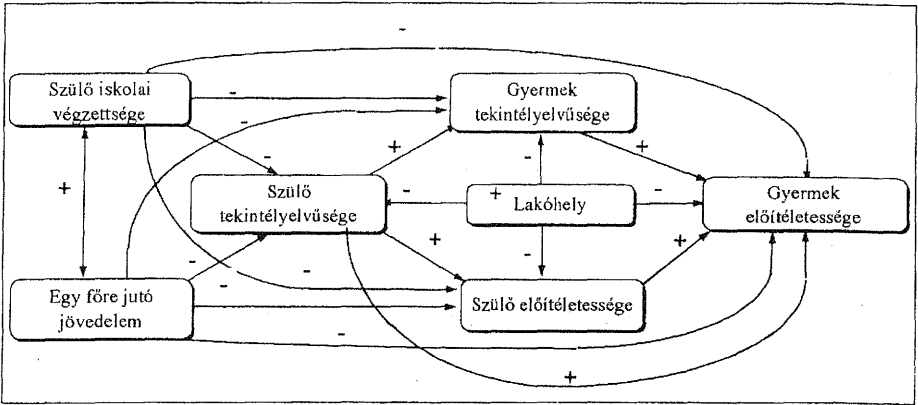 -
Szülő iskolai
végzettsége
-
-
Gyermek
tekintélyelvűsége
-
+
-
+
+
Szülő
tekintélyelvűsége
-
+
Lakóhely
-
Gyermek
előítéletessége
-
+
-
+
-
-
Egy főre jutó
jövedelem
Szülő előítéletessége
-
+